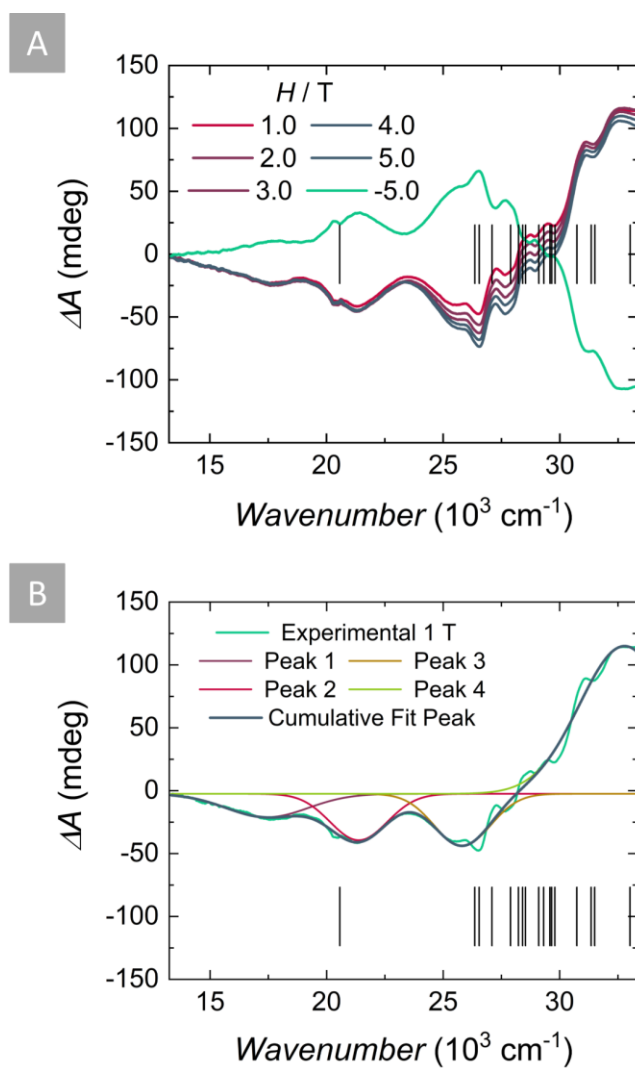 A
150
100
50
0
-50
-100
-150
ΔA (mdeg)
H / T
1.0 4.0
2.0 5.0
3.0 -5.0
15 20 25 30
Wavenumber (10³ cm⁻¹)
B
150
100
50
0
-50
-100
-150
ΔA (mdeg)
Experimental 1 T
Peak 1 Peak 3
Peak 2 Peak 4
Cumulative Fit Peak
15 20 25 30
Wavenumber (10³ cm⁻¹)